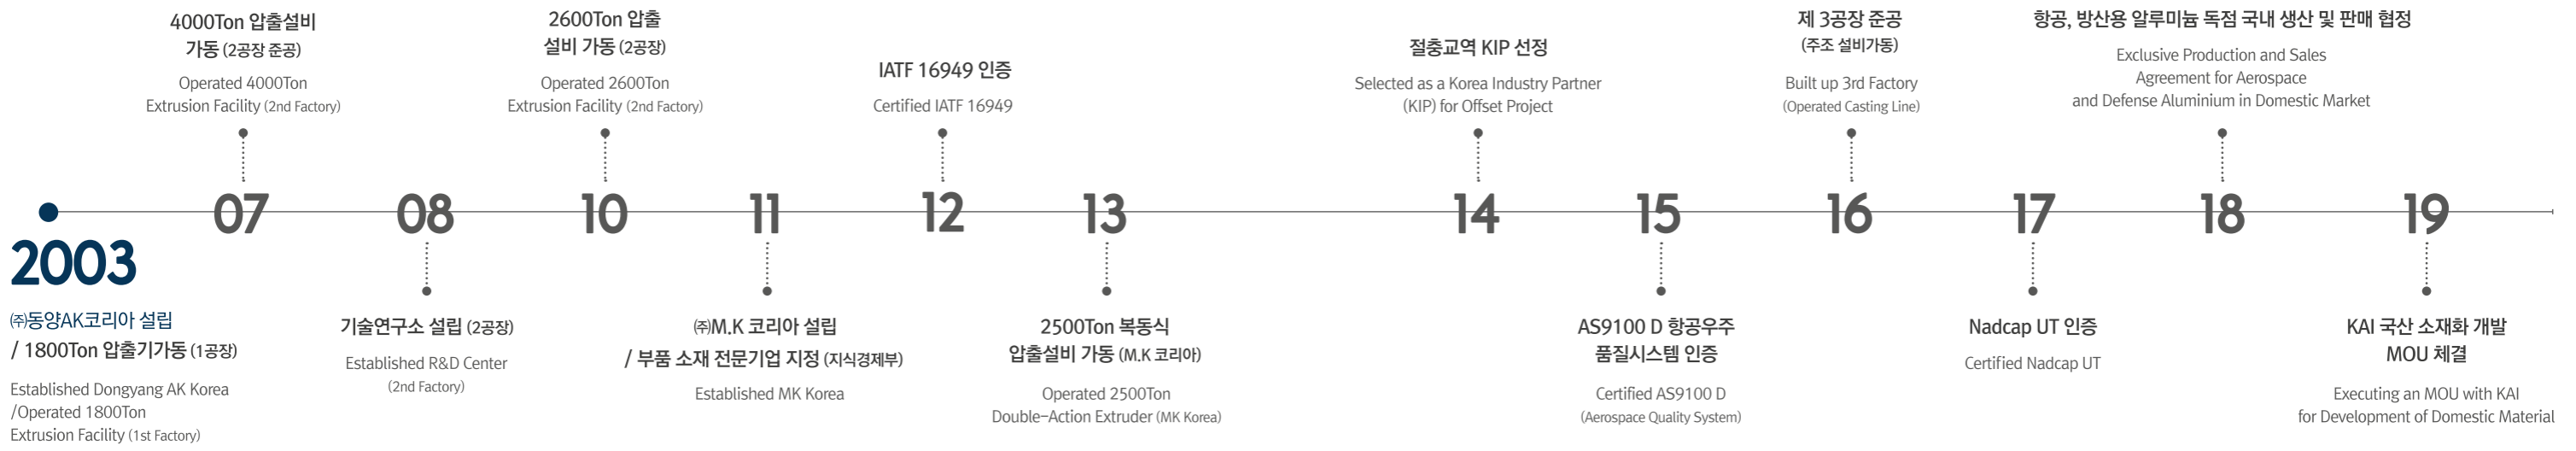 2003
㈜동양AK코리아 설립
/ 1800Ton 압출기가동 (1공장)
Established Dongyang AK Korea
/Operated 1800Ton
Extrusion Facility (1st Factory)
4000Ton 압출설비
가동 (2공장 준공)
Operated 4000Ton
Extrusion Facility (2nd Factory)
07
08
기술연구소 설립 (2공장)
Established R&D Center
(2nd Factory)
2600Ton 압출
설비 가동 (2공장)
Operated 2600Ton
Extrusion Facility (2nd Factory)
10
11
㈜M.K 코리아 설립
/ 부품 소재 전문기업 지정 (지식경제부)
Established MK Korea
IATF 16949 인증
Certified IATF 16949
12
13
2500Ton 복동식
압출설비 가동 (M.K 코리아)
Operated 2500Ton
Double-Action Extruder (MK Korea)
절충교역 KIP 선정
Selected as a Korea Industry Partner
(KIP) for Offset Project
14
15
AS9100 D 항공우주
품질시스템 인증
Certified AS9100 D
(Aerospace Quality System)
제 3공장 준공
(주조 설비가동)
Built up 3rd Factory
(Operated Casting Line)
16
17
Nadcap UT 인증
Certified Nadcap UT
항공, 방산용 알루미늄 독점 국내 생산 및 판매 협정
Exclusive Production and Sales
Agreement for Aerospace
and Defense Aluminium in Domestic Market
18
19
KAI 국산 소재화 개발
MOU 체결
Executing an MOU with KAI
for Development of Domestic Material